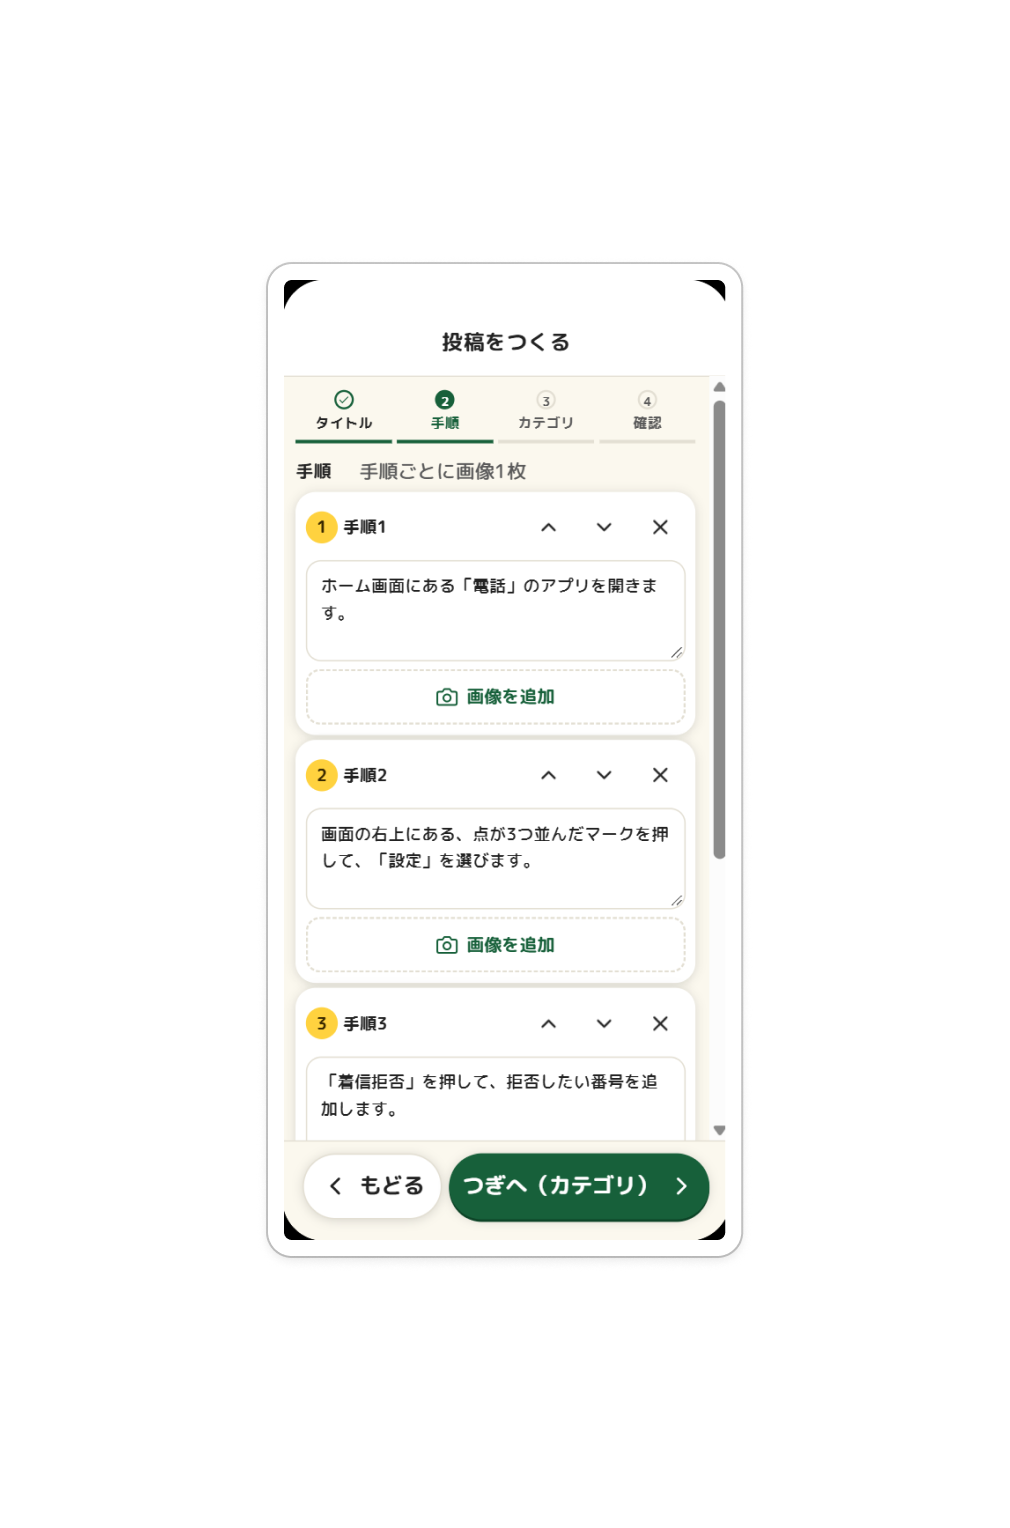 投稿をつくる
タイトル
2
手順
3
カテゴリ
4
確認
手順 手順ごとに画像1枚
1 手順1
ホーム画面にある「電話」のアプリを開きま
す。
画像を追加
2 手順2
画面の右上にある、点が3つ並んだマークを押
して、「設定」を選びます。
画像を追加
3 手順3
「着信拒否」を押して、拒否したい番号を追
加します。
もどる
つぎへ（カテゴリ）